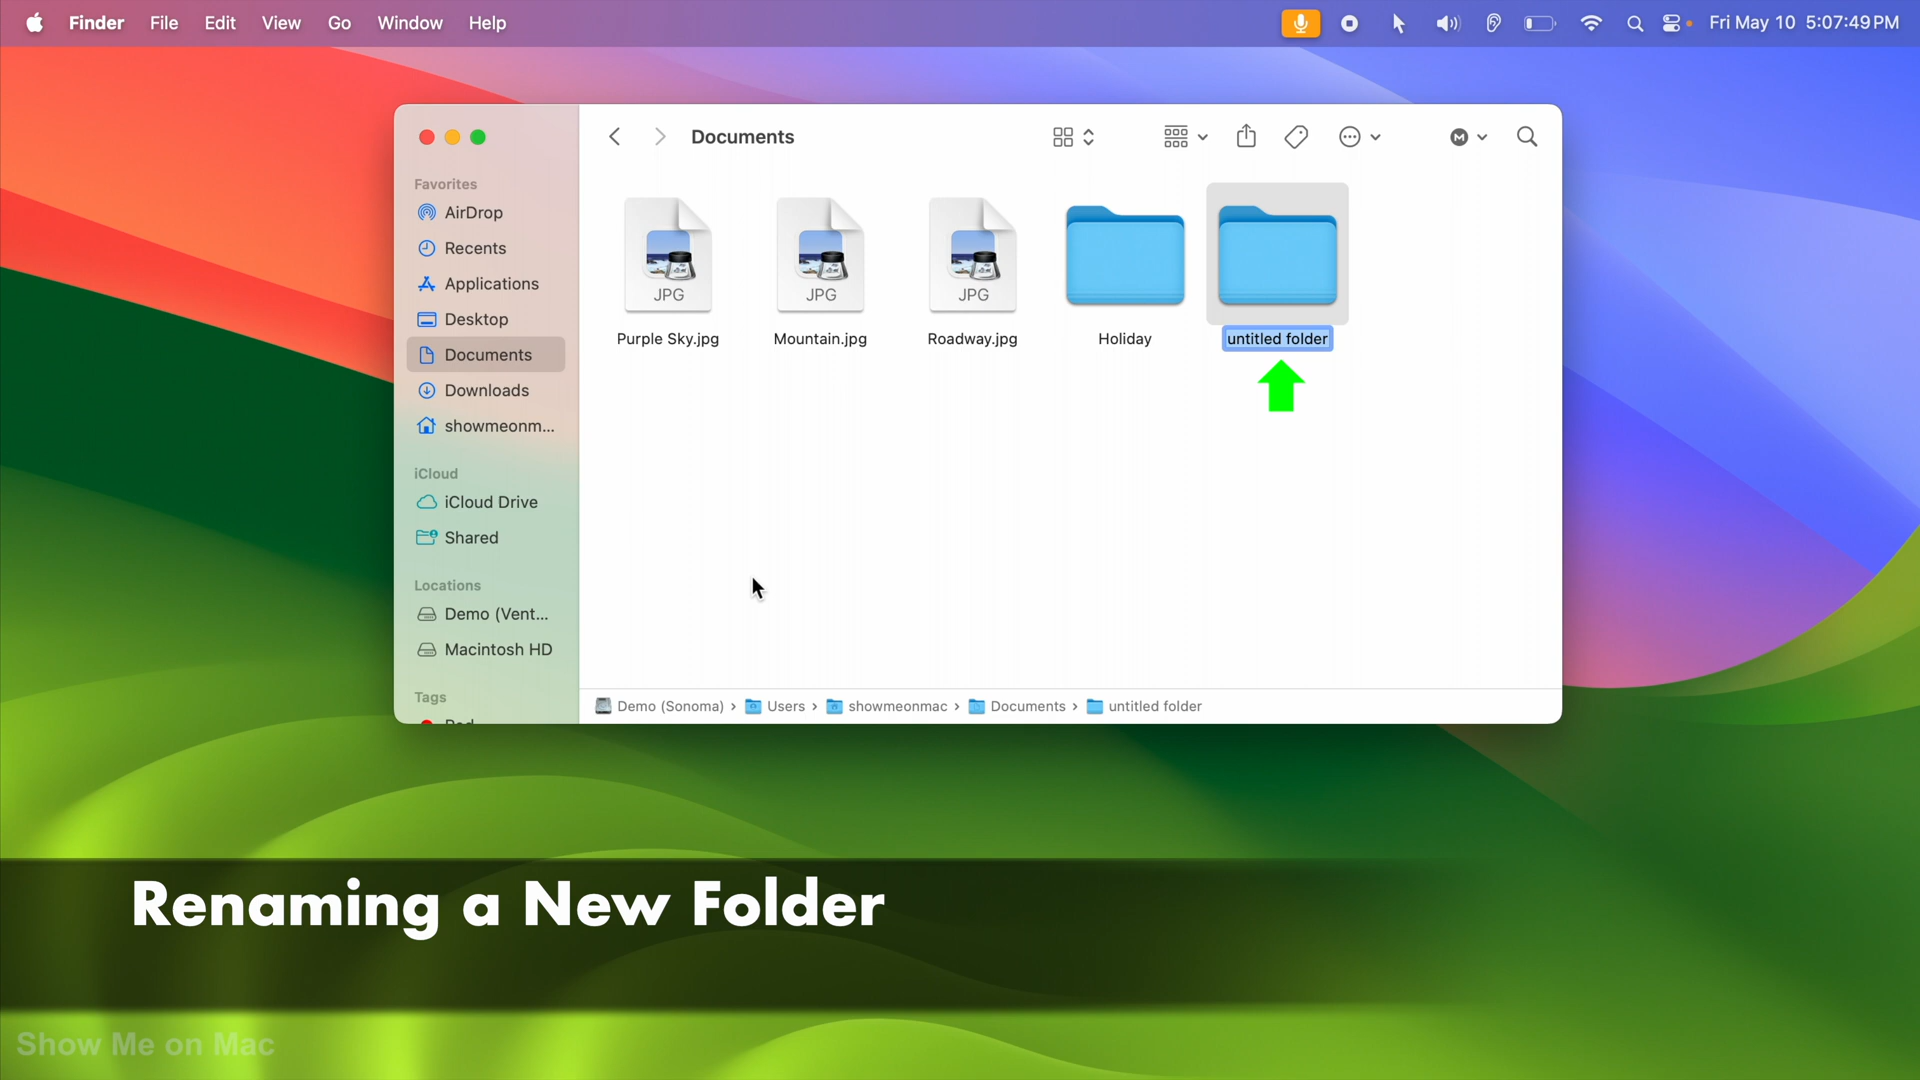 Finder File Edit View Go Window Help
Fri May 10 5:07:49 PM
Documents
M
Favorites
AirDrop
Recents
Applications
Desktop
Documents
Downloads
showmeonm...
iCloud
iCloud Drive
Shared
Locations
Demo (Vent...
Macintosh HD
Tags
JPG
JPG
JPG
Purple Sky.jpg
Mountain.jpg
Roadway.jpg
Holiday
untitled folder
Demo (Sonoma) › Users › showmeonmac › Documents › untitled folder
Renaming a New Folder
Show Me on Mac